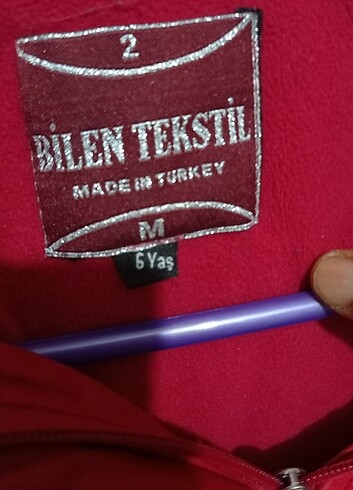 2
BİLEN TEKSTİL
MADE IN TURKEY
M
6 Yaş